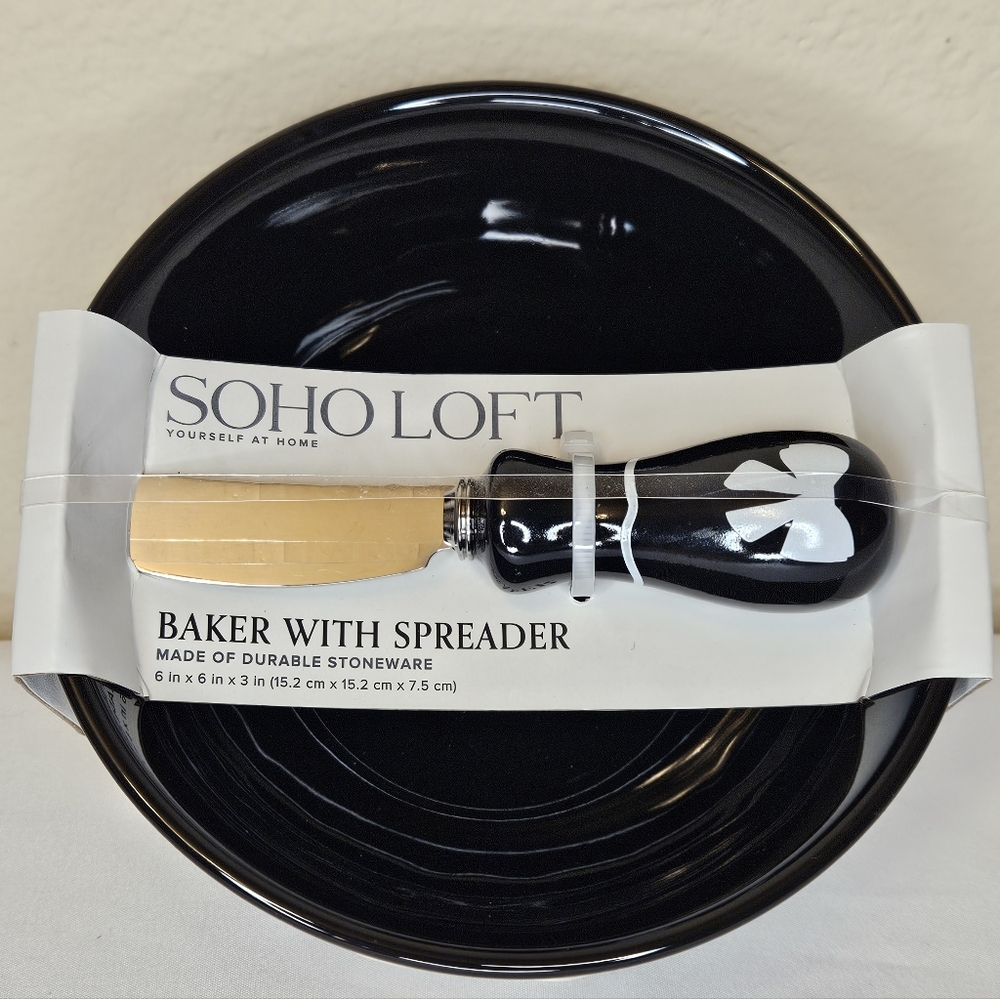 SOHO LOFT
YOURSELF AT HOME
BAKER WITH SPREADER
MADE OF DURABLE STONEWARE
6 in x 6 in x 3 in (15.2 cm x 15.2 cm x 7.5 cm)